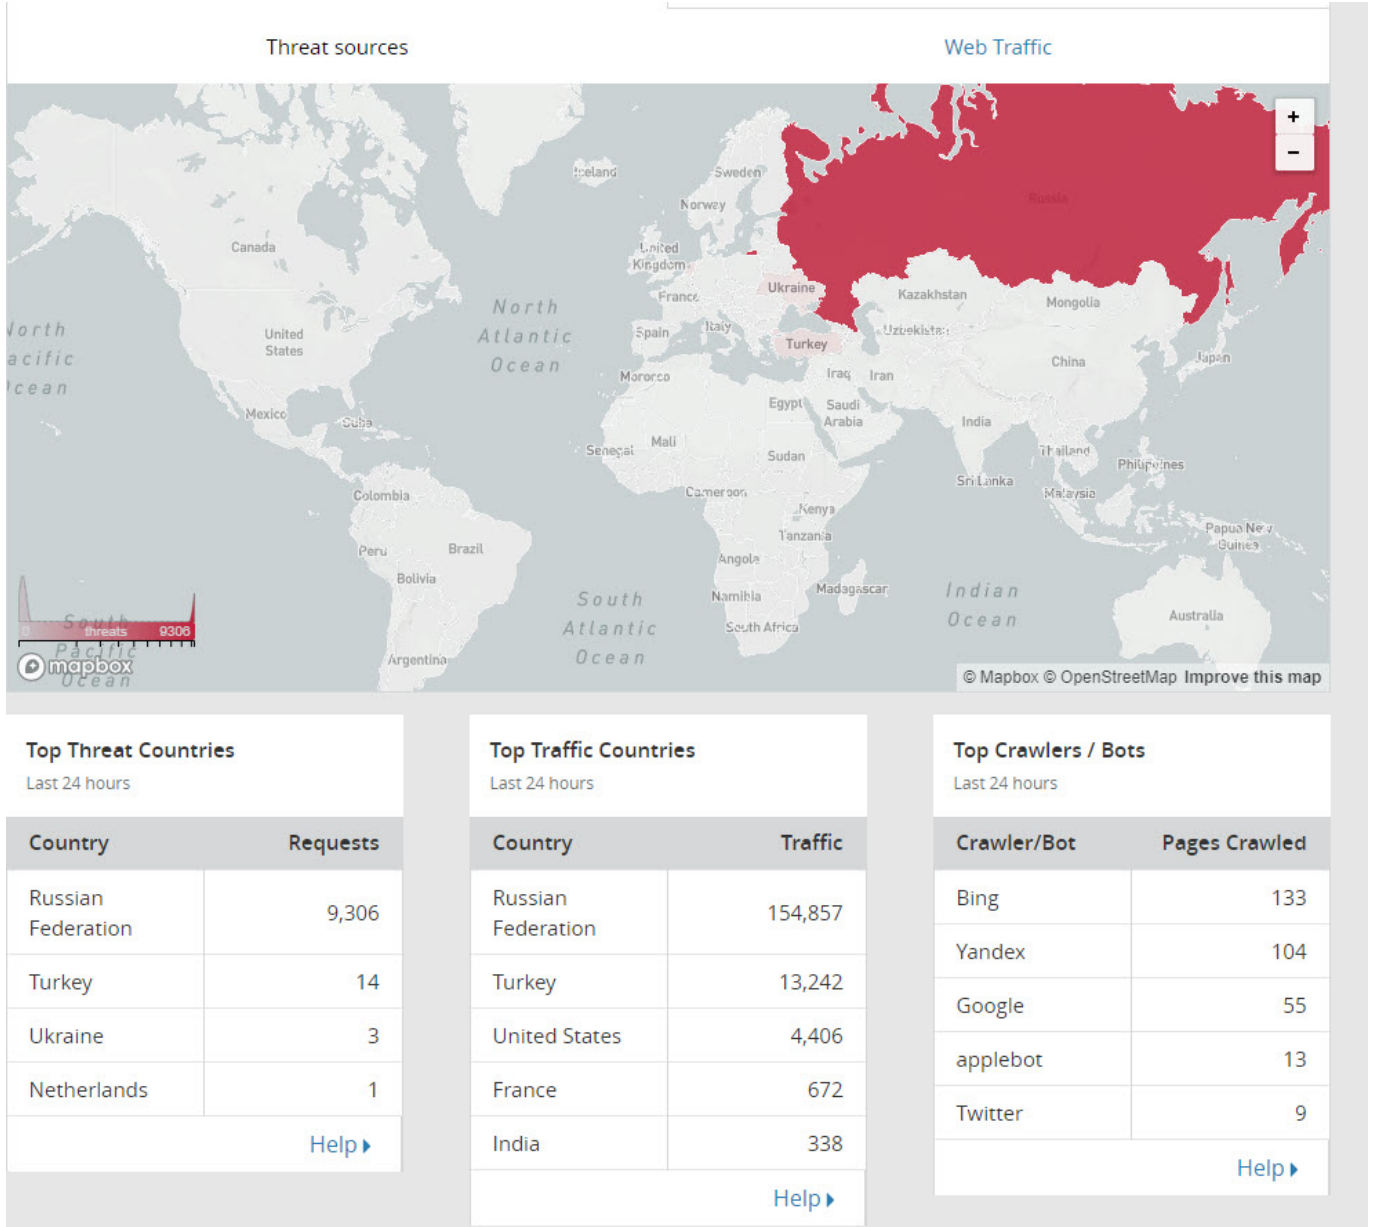 Threat sources
Web Traffic
+
−
Iceland
Sweden
Norway
Russia
Canada
United
Kingdom
Ukraine
France
Kazakhstan
Mongolia
North
Atlantic
Ocean
North
acific
cean
United
States
Spain
Italy
Turkey
Uzbekistan
China
Japan
Morocco
Iraq
Iran
Mexico
Cuba
Egypt
Saudi
Arabia
India
Senegal
Mali
Sudan
Thailand
Philippines
Sri Lanka
Malaysia
Colombia
Cameroon
Kenya
Tanzania
Papua New
Guinea
Peru
Brazil
Angola
Bolivia
Namibia
Madagascar
South
Atlantic
Ocean
Indian
Ocean
South Africa
Australia
Argentina
South
Pacific
Ocean
0 threats 9306
mapbox
© Mapbox © OpenStreetMap Improve this map
Top Threat Countries
Last 24 hours
Country Requests
Russian
Federation 9,306
Turkey 14
Ukraine 3
Netherlands 1
Help
Top Traffic Countries
Last 24 hours
Country Traffic
Russian
Federation 154,857
Turkey 13,242
United States 4,406
France 672
India 338
Help
Top Crawlers / Bots
Last 24 hours
Crawler/Bot Pages Crawled
Bing 133
Yandex 104
Google 55
applebot 13
Twitter 9
Help